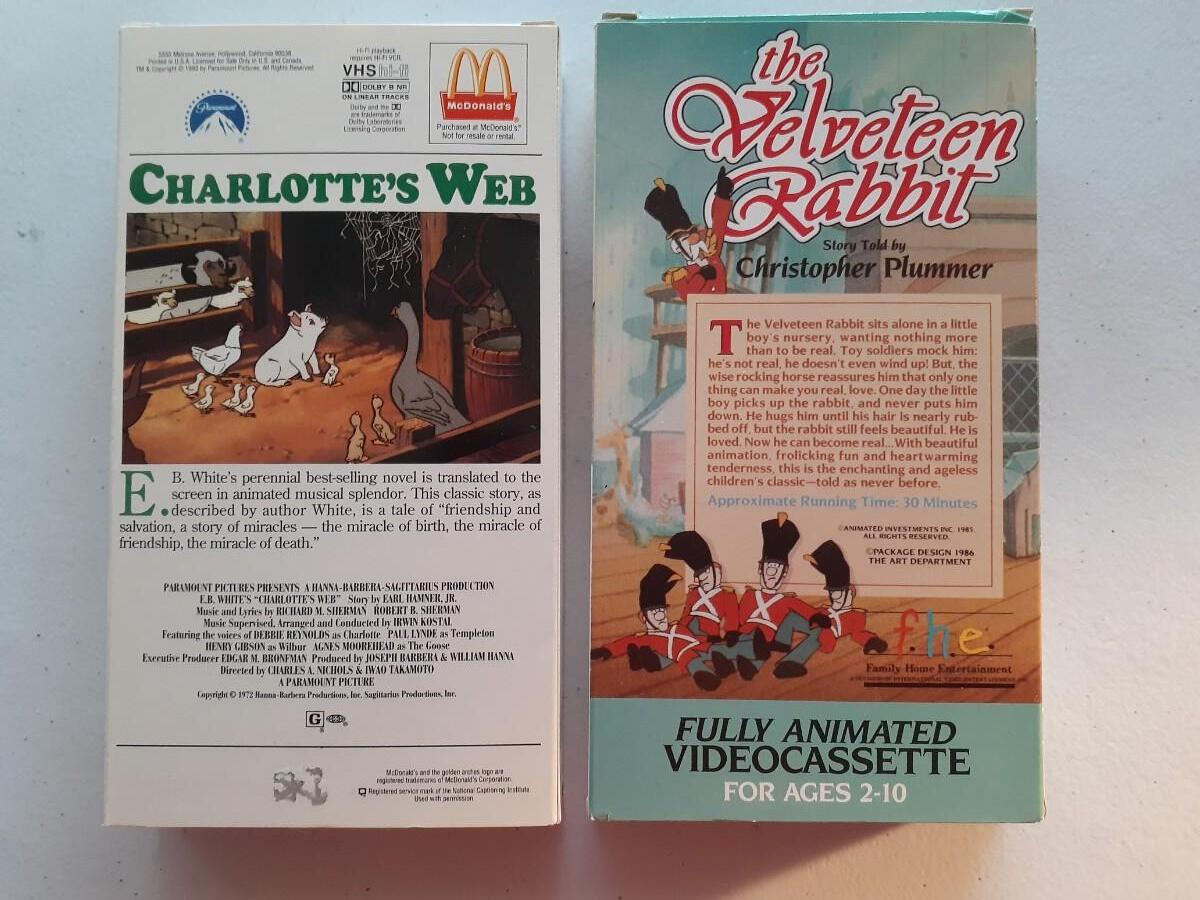 5555 Melrose Avenue, Hollywood, California 90038
Printed in U.S.A. Licensed for Sale Only in U.S. and Canada.
TM & Copyright © 1993 by Paramount Pictures. All Rights Reserved.
Paramount
Hi-Fi playback
requires Hi-Fi VCR.
VHS hi-fi
DOLBY B NR
ON LINEAR TRACKS
Dolby and the
are trademarks of
Dolby Laboratories
Licensing Corporation.
McDonald's
Purchased at McDonald's®
Not for resale or rental.
CHARLOTTE'S WEB
E. B. White's perennial best-selling novel is translated to the
screen in animated musical splendor. This classic story, as
described by author White, is a tale of "friendship and
salvation, a story of miracles — the miracle of birth, the miracle of
friendship, the miracle of death."
PARAMOUNT PICTURES PRESENTS A HANNA-BARBERA-SAGITTARIUS PRODUCTION
E.B. WHITE'S "CHARLOTTE'S WEB" Story by EARL HAMNER, JR.
Music and Lyrics by RICHARD M. SHERMAN ROBERT B. SHERMAN
Music Supervised, Arranged and Conducted by IRWIN KOSTAL
Featuring the voices of DEBBIE REYNOLDS as Charlotte PAUL LYNDE as Templeton
HENRY GIBSON as Wilbur AGNES MOOREHEAD as The Goose
Executive Producer EDGAR M. BRONFMAN Produced by JOSEPH BARBERA & WILLIAM HANNA
Directed by CHARLES A. NICHOLS & IWAO TAKAMOTO
A PARAMOUNT PICTURE
Copyright © 1972 Hanna-Barbera Productions, Inc. Sagittarius Productions, Inc.
G
McDonald's and the golden arches logo are
registered trademarks of McDonald's Corporation.
Registered service mark of the National Captioning Institute.
Used with permission.
the
Velveteen
Rabbit
Story Told by
Christopher Plummer
The Velveteen Rabbit sits alone in a little
boy's nursery, wanting nothing more
than to be real. Toy soldiers mock him:
he's not real, he doesn't even wind up! But, the
wise rocking horse reassures him that only one
thing can make you real, love. One day the little
boy picks up the rabbit, and never puts him
down. He hugs him until his hair is nearly rub-
bed off, but the rabbit still feels beautiful. He is
loved. Now he can become real...With beautiful
animation, frolicking fun and heartwarming
tenderness, this is the enchanting and ageless
children's classic—told as never before.
Approximate Running Time: 30 Minutes
©ANIMATED INVESTMENTS INC. 1985.
ALL RIGHTS RESERVED.
©PACKAGE DESIGN 1986
THE ART DEPARTMENT
f.h.e.
Family Home Entertainment
FULLY ANIMATED
VIDEOCASSETTE
FOR AGES 2-10